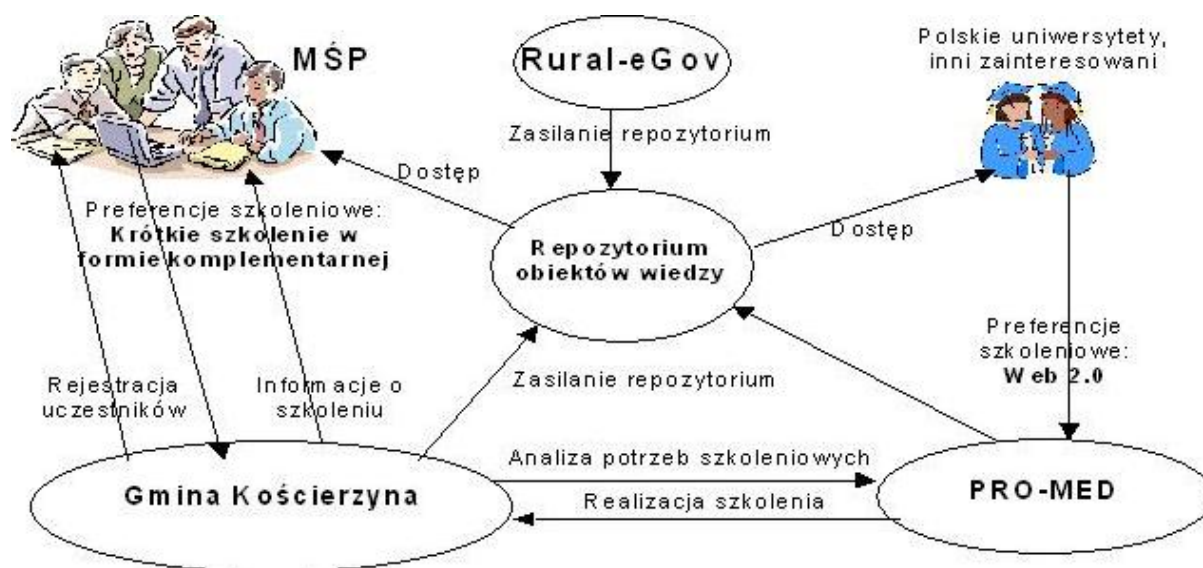 MŚP
Rural-eGov
Polskie uniwersytety,
inni zainteresowani
Zasilanie repozytorium
Dostęp
Preferencje szkoleniowe:
Krótkie szkolenie w
formie komplementarnej
Repozytorium
obiektów wiedzy
Dostęp
Preferencje
szkoleniowe:
Web 2.0
Rejestracja
uczestników
Informacje o
szkoleniu
Zasilanie repozytorium
Gmina Kościerzyna
Analiza potrzeb szkoleniowych
Realizacja szkolenia
PRO-MED